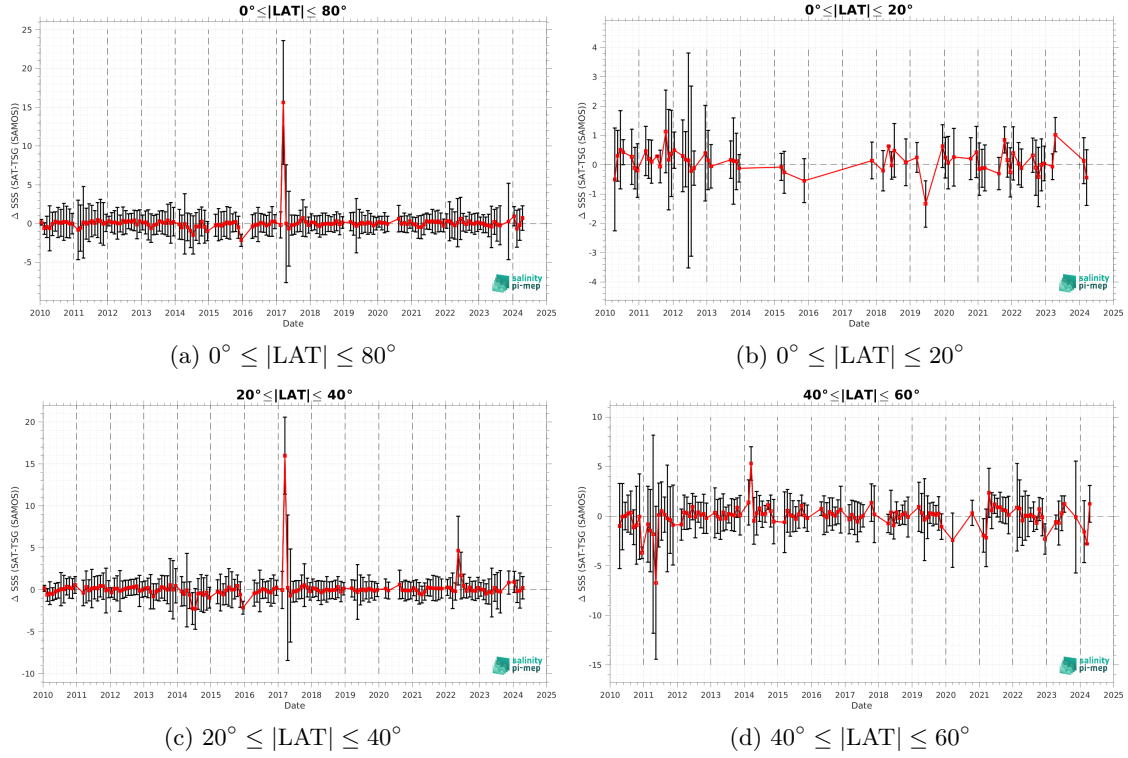 0°≤|LAT|≤ 80°
25
20
15
10
5
0
-5
Δ SSS (SAT-TSG (SAMOS))
2010 2011 2012 2013 2014 2015 2016 2017 2018 2019 2020 2021 2022 2023 2024 2025
Date
salinity
pi-mep
(a) 0° ≤ |LAT| ≤ 80°
0°≤|LAT|≤ 20°
4
3
2
1
0
-1
-2
-3
-4
Δ SSS (SAT-TSG (SAMOS))
2010 2011 2012 2013 2014 2015 2016 2017 2018 2019 2020 2021 2022 2023 2024 2025
Date
salinity
pi-mep
(b) 0° ≤ |LAT| ≤ 20°
20°≤|LAT|≤ 40°
20
15
10
5
0
-5
-10
Δ SSS (SAT-TSG (SAMOS))
2010 2011 2012 2013 2014 2015 2016 2017 2018 2019 2020 2021 2022 2023 2024 2025
Date
salinity
pi-mep
(c) 20° ≤ |LAT| ≤ 40°
40°≤|LAT|≤ 60°
10
5
0
-5
-10
-15
Δ SSS (SAT-TSG (SAMOS))
2010 2011 2012 2013 2014 2015 2016 2017 2018 2019 2020 2021 2022 2023 2024 2025
Date
salinity
pi-mep
(d) 40° ≤ |LAT| ≤ 60°